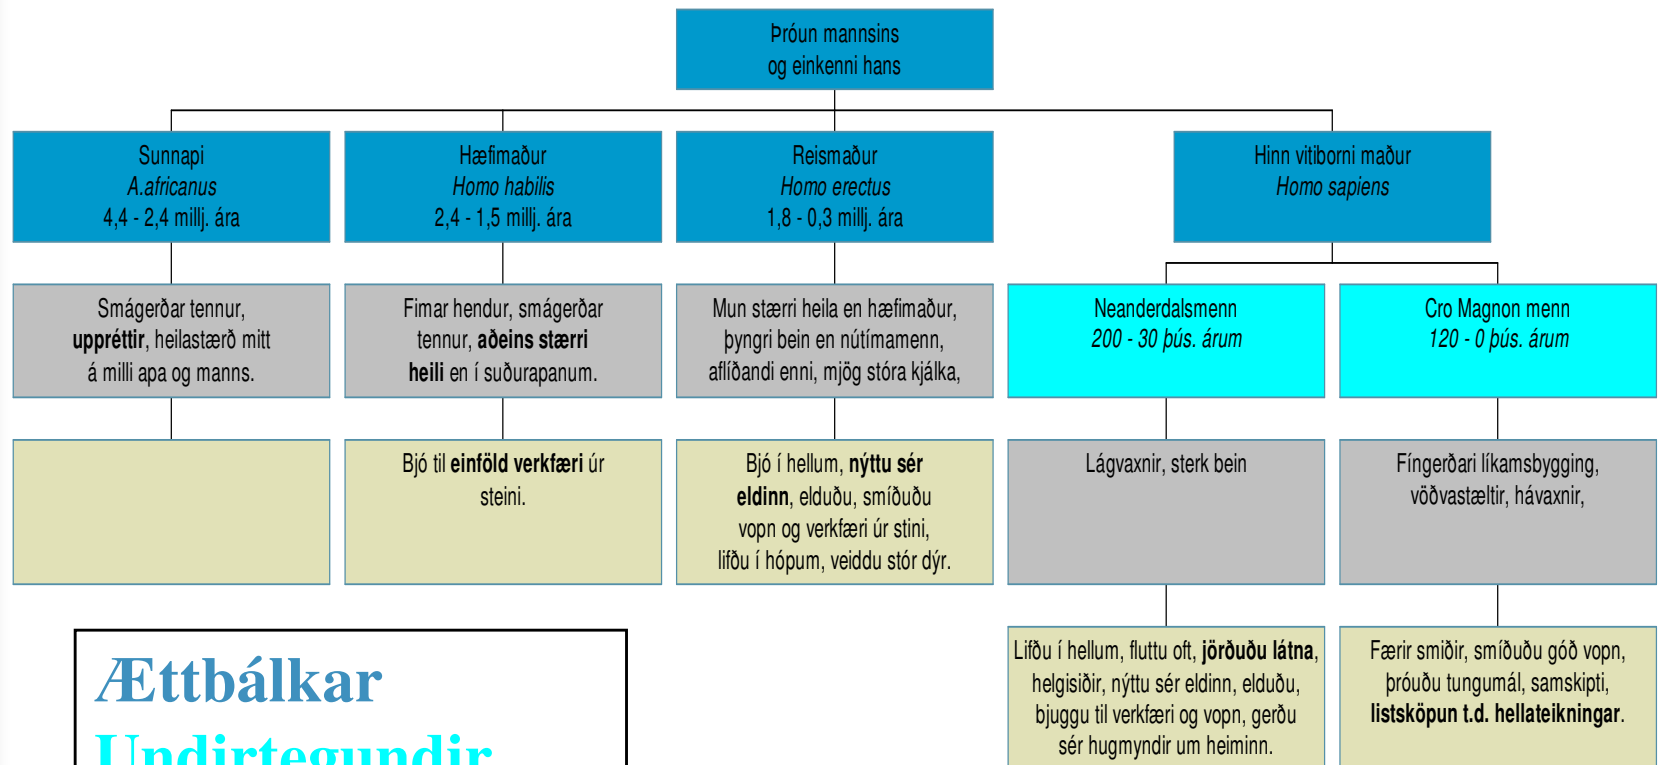 Þróun mannsins
og einkenni hans
Sunnapi
A.africanus
4,4 - 2,4 millj. ára
Hæfimaður
Homo habilis
2,4 - 1,5 millj. ára
Reismaður
Homo erectus
1,8 - 0,3 millj. ára
Hinn vitiborni maður
Homo sapiens
Smágerðar tennur,
uppréttir, heilastærð mitt
á milli apa og manns.
Fimar hendur, smágerðar
tennur, aðeins stærri
heili en í suðurapanum.
Mun stærri heila en hæfimaður,
þyngri bein en nútímamenn,
aflíðandi enni, mjög stóra kjálka,
Neanderdalsmenn
200 - 30 þús. árum
Cro Magnon menn
120 - 0 þús. árum
Bjó til einföld verkfæri úr
steini.
Bjó í hellum, nýttu sér
eldinn, elduðu, smíðuðu
vopn og verkfæri úr stini,
lifðu í hópum, veiddu stór dýr.
Lágvaxnir, sterk bein
Fíngerðari líkamsbygging,
vöðvastæltir, hávaxnir,
Lifðu í hellum, fluttu oft, jörðuðu látna,
helgisiðir, nýttu sér eldinn, elduðu,
bjuggu til verkfæri og vopn, gerðu
sér hugmyndir um heiminn.
Færir smiðir, smíðuðu góð vopn,
þróuðu tungumál, samskipti,
listsköpun t.d. hellateikningar.
Ættbálkar
Undirtegundir